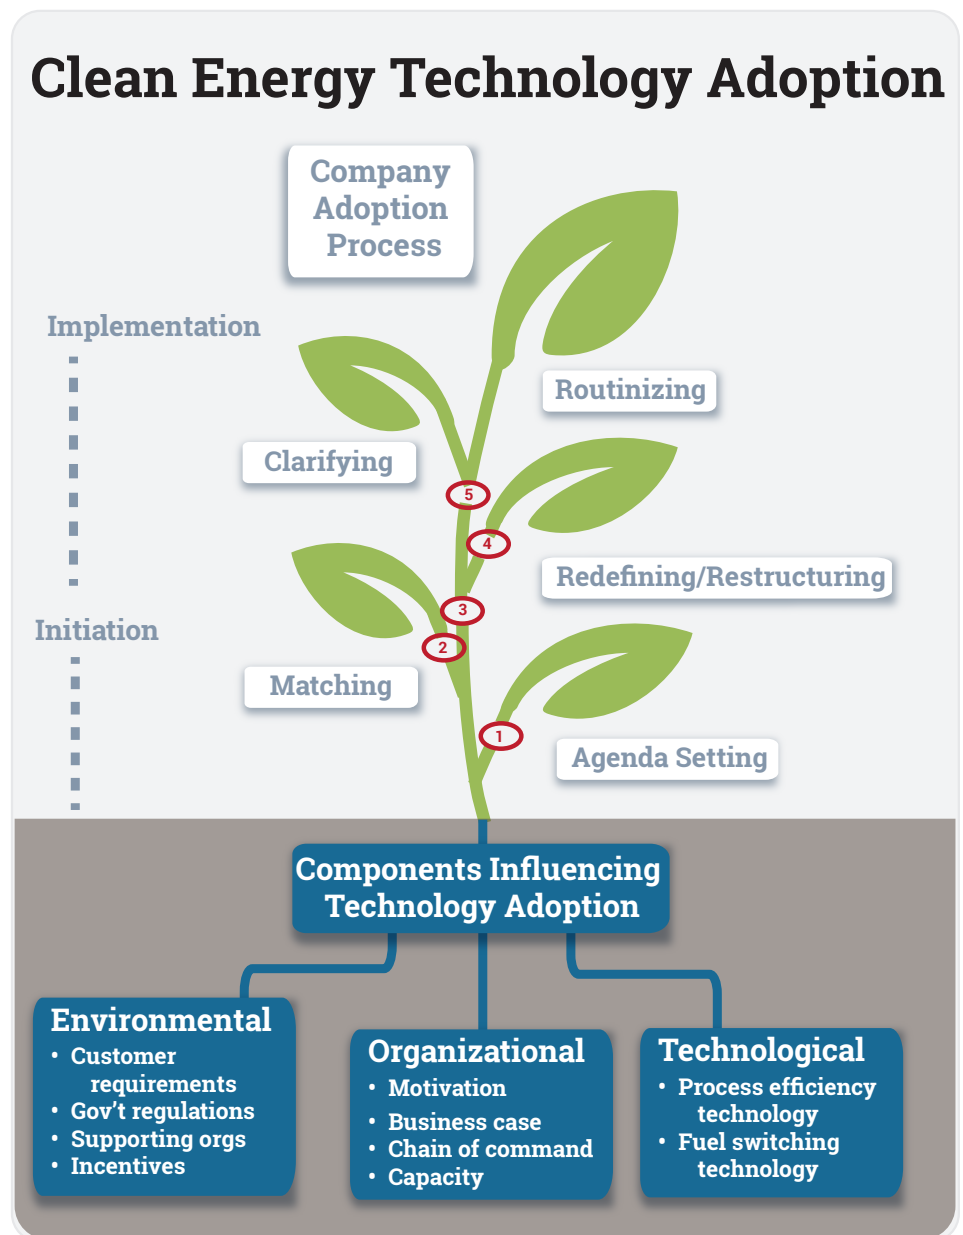 Clean Energy Technology Adoption
Company
Adoption
Process
Implementation
Routinizing
Clarifying
5
4
Redefining/Restructuring
3
Initiation
2
Matching
1
Agenda Setting
Components Influencing
Technology Adoption
Environmental
• Customer
requirements
• Gov't regulations
• Supporting orgs
• Incentives
Organizational
• Motivation
• Business case
• Chain of command
• Capacity
Technological
• Process efficiency
technology
• Fuel switching
technology